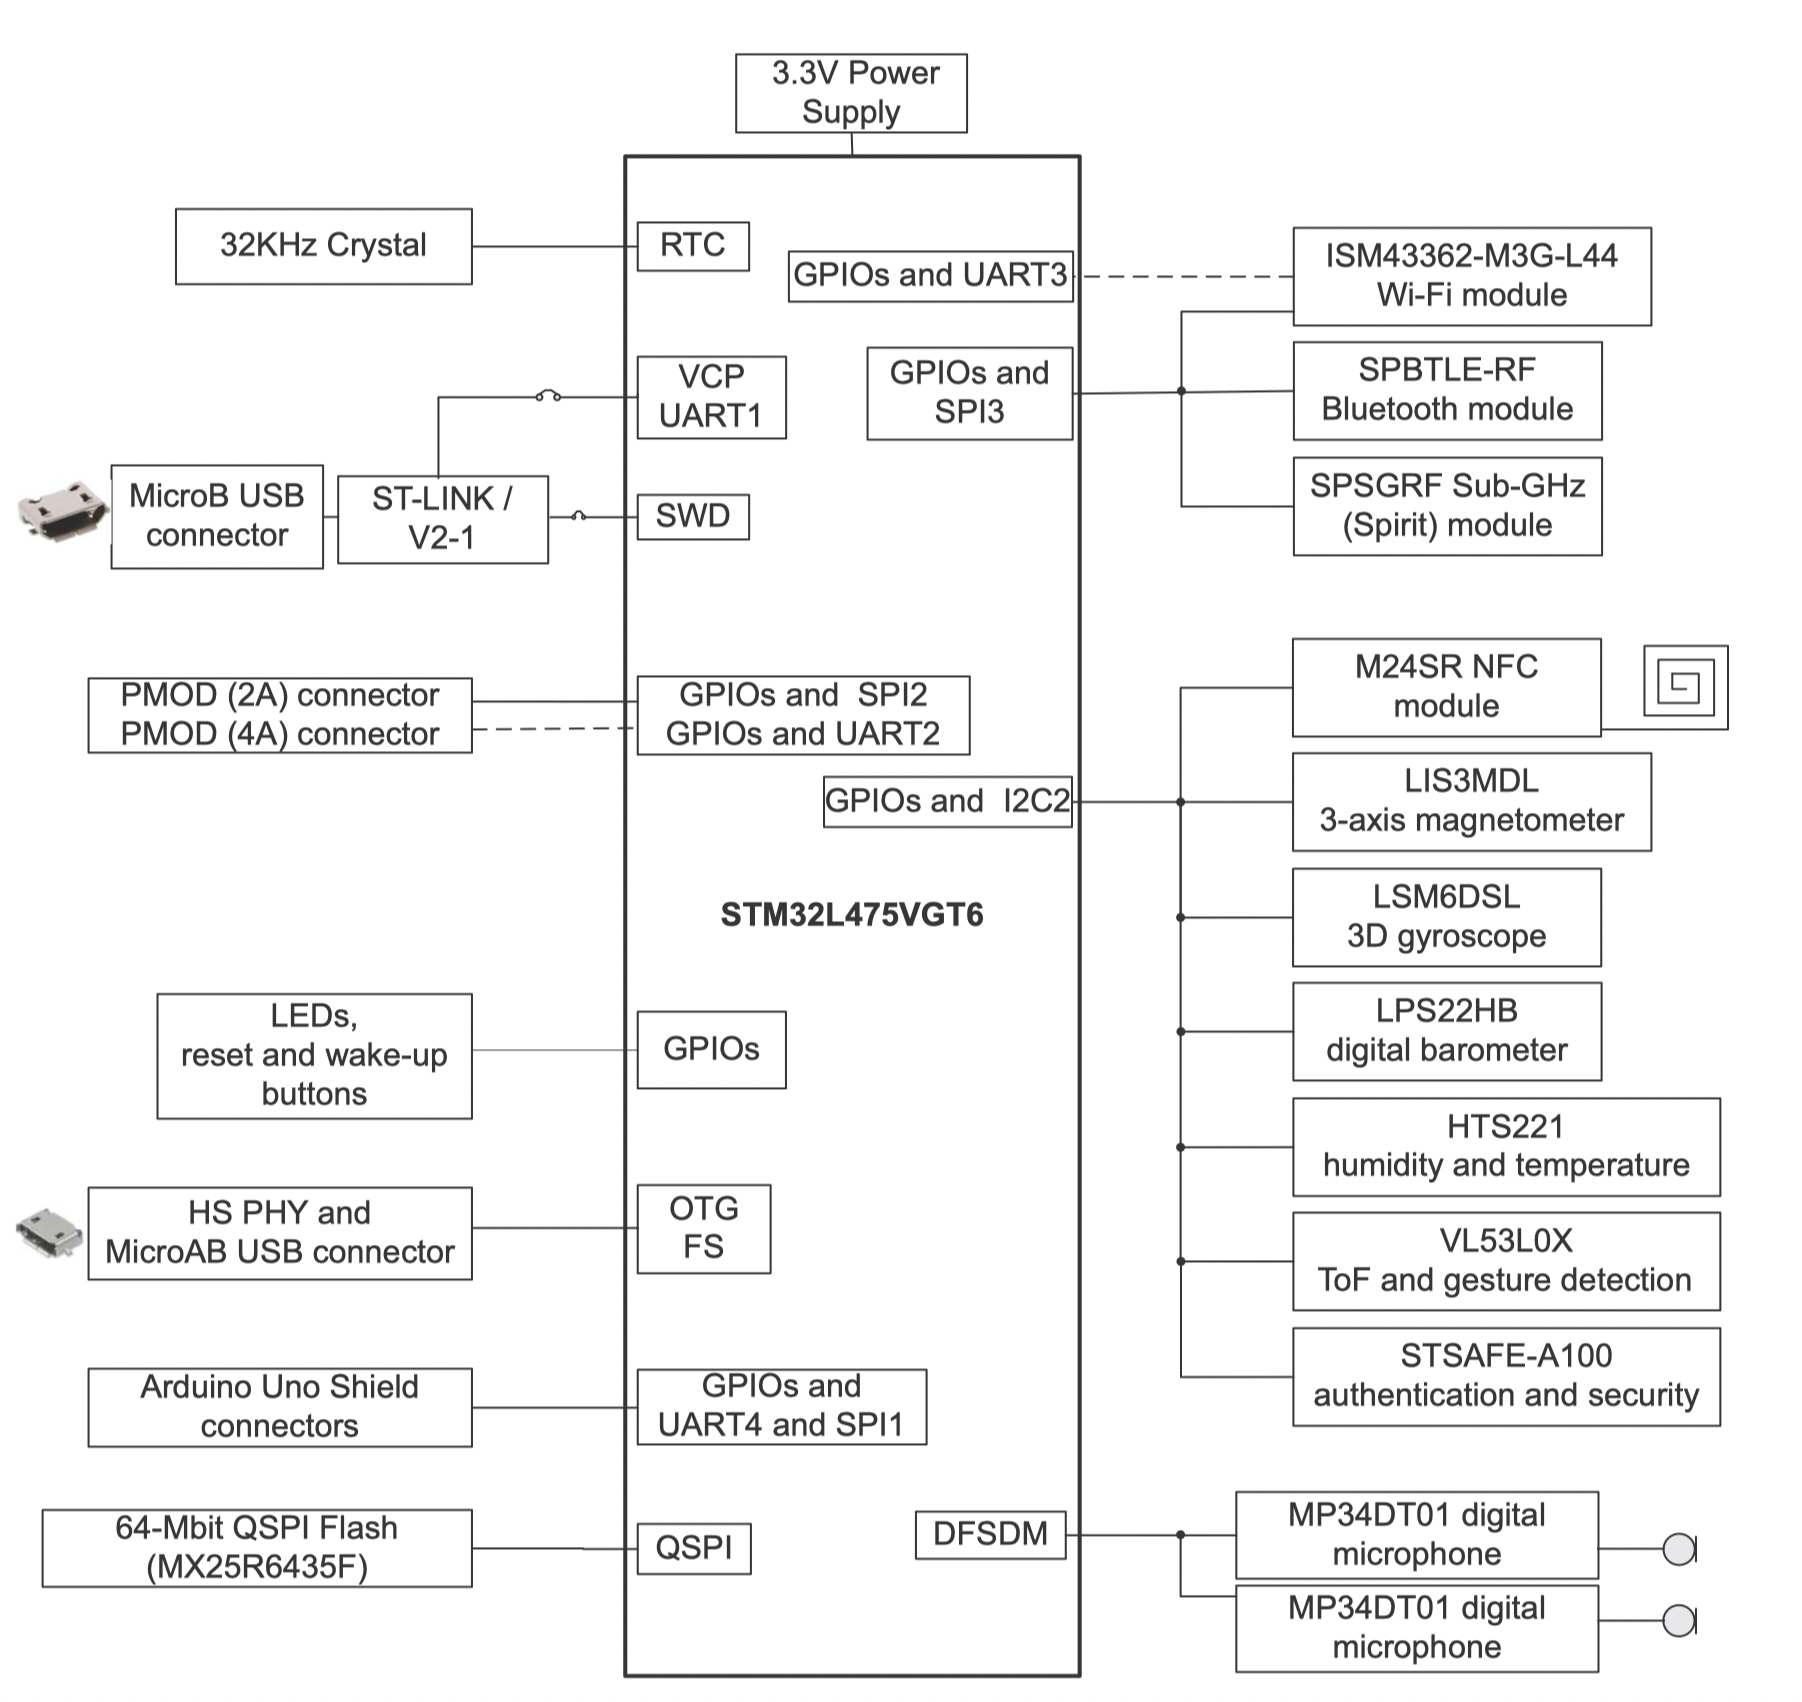 3.3V Power
Supply
32KHz Crystal
RTC
GPIOs and UART3
ISM43362-M3G-L44
Wi-Fi module
VCP
UART1
GPIOs and
SPI3
SPBTLE-RF
Bluetooth module
MicroB USB
connector
ST-LINK /
V2-1
SWD
SPSGRF Sub-GHz
(Spirit) module
PMOD (2A) connector
PMOD (4A) connector
GPIOs and  SPI2
GPIOs and UART2
M24SR NFC
module
GPIOs and  I2C2
LIS3MDL
3-axis magnetometer
STM32L475VGT6
LSM6DSL
3D gyroscope
LEDs,
reset and wake-up
buttons
GPIOs
LPS22HB
digital barometer
HTS221
humidity and temperature
HS PHY and
MicroAB USB connector
OTG
FS
VL53L0X
ToF and gesture detection
Arduino Uno Shield
connectors
GPIOs and
UART4 and SPI1
STSAFE-A100
authentication and security
64-Mbit QSPI Flash
(MX25R6435F)
QSPI
DFSDM
MP34DT01 digital
microphone
MP34DT01 digital
microphone